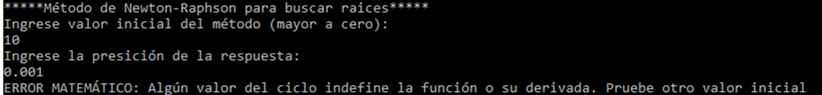 *****Método de Newton-Raphson para buscar raices*****
Ingrese valor inicial del método (mayor a cero):
10
Ingrese la presición de la respuesta:
0.001
ERROR MATEMÁTICO: Algún valor del ciclo indefine la función o su derivada. Pruebe otro valor inicial